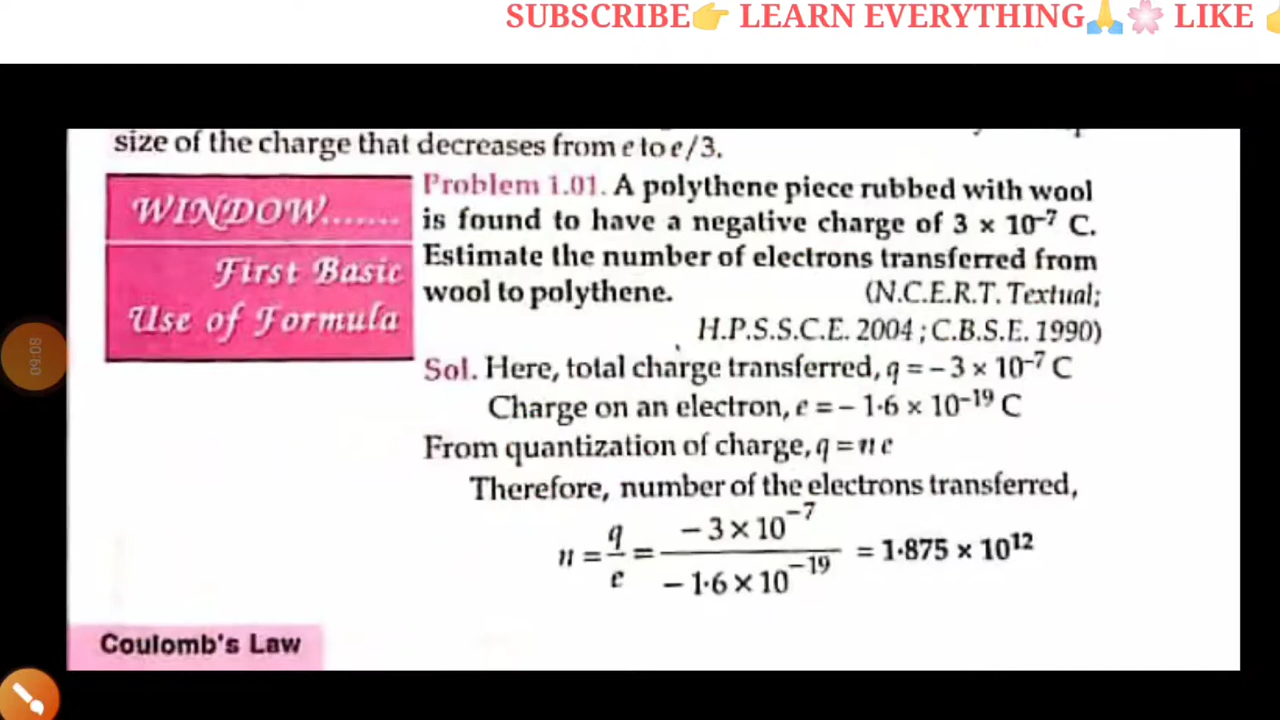 SUBSCRIBE👉 LEARN EVERYTHING🙏🌸 LIKE
size of the charge that decreases from e to e/3.
WINDOW.......
First Basic
Use of Formula
Problem 1.01. A polythene piece rubbed with wool
is found to have a negative charge of 3 × 10⁻⁷ C.
Estimate the number of electrons transferred from
wool to polythene. (N.C.E.R.T. Textual;
H.P.S.S.C.E. 2004 ; C.B.S.E. 1990)
Sol. Here, total charge transferred, q = – 3 × 10⁻⁷ C
Charge on an electron, e = – 1·6 × 10⁻¹⁹ C
From quantization of charge, q = n e
Therefore, number of the electrons transferred,
n = q/e = (– 3 × 10⁻⁷)/(– 1·6 × 10⁻¹⁹) = 1·875 × 10¹²
Coulomb's Law